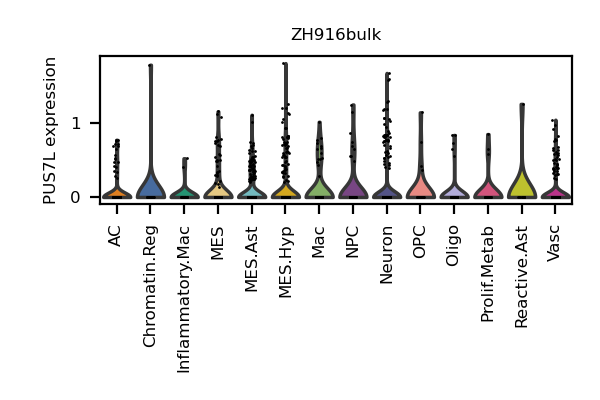 ZH916bulk
PUS7L expression
1
0
AC
Chromatin.Reg
Inflammatory.Mac
MES
MES.Ast
MES.Hyp
Mac
NPC
Neuron
OPC
Oligo
Prolif.Metab
Reactive.Ast
Vasc